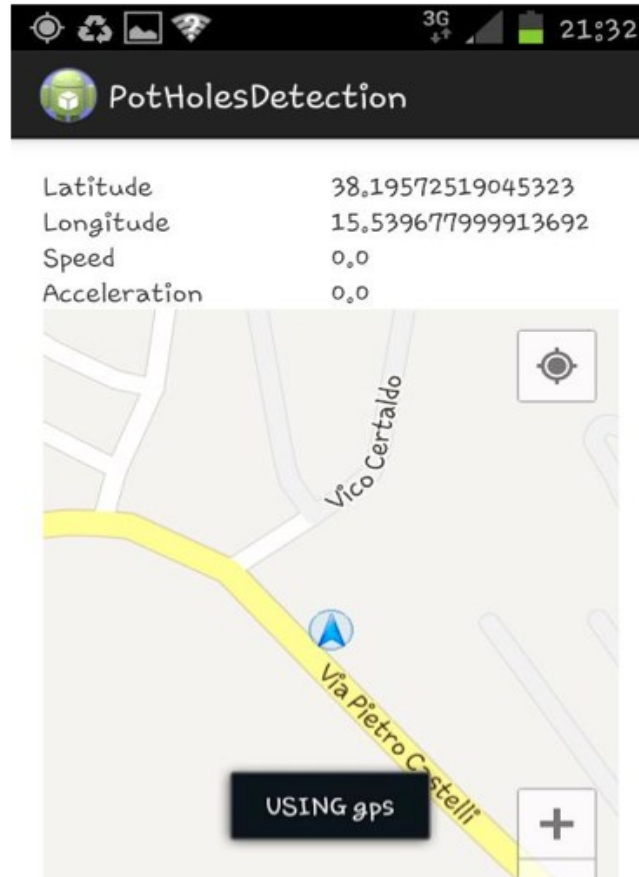 3G 21:32
PotHolesDetection
Latitude 38.19572519045323
Longitude 15.539677999913692
Speed 0.0
Acceleration 0.0
Vico Certaldo
Via Pietro Castelli
USING gps
+